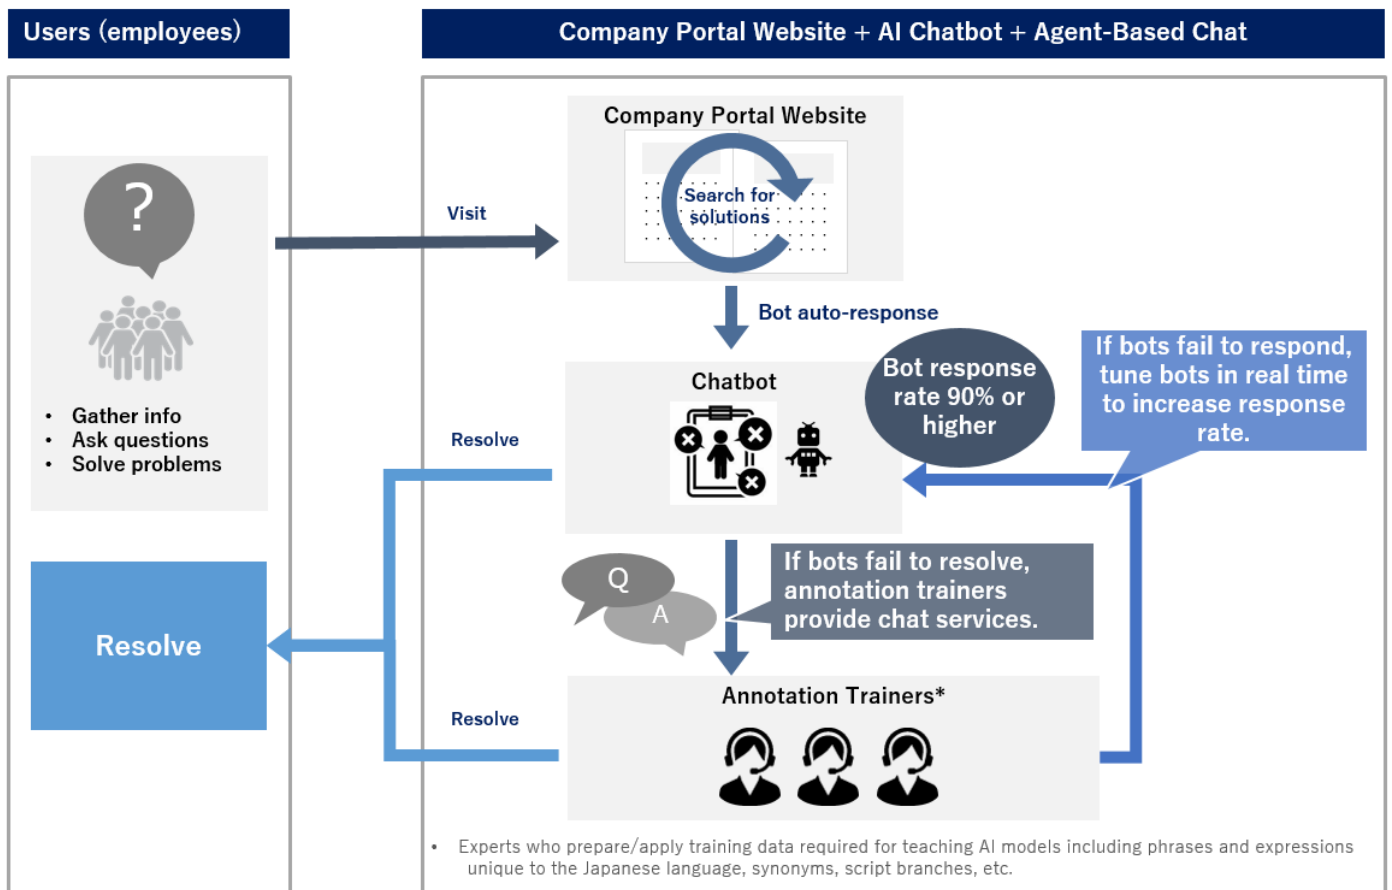 Users (employees)
Company Portal Website + AI Chatbot + Agent-Based Chat
?
• Gather info
• Ask questions
• Solve problems
Visit
Company Portal Website
Search for
solutions
Bot auto-response
Chatbot
Bot response
rate 90% or
higher
If bots fail to respond,
tune bots in real time
to increase response
rate.
Resolve
Q
A
If bots fail to resolve,
annotation trainers
provide chat services.
Resolve
Resolve
Annotation Trainers*
• Experts who prepare/apply training data required for teaching AI models including phrases and expressions
unique to the Japanese language, synonyms, script branches, etc.